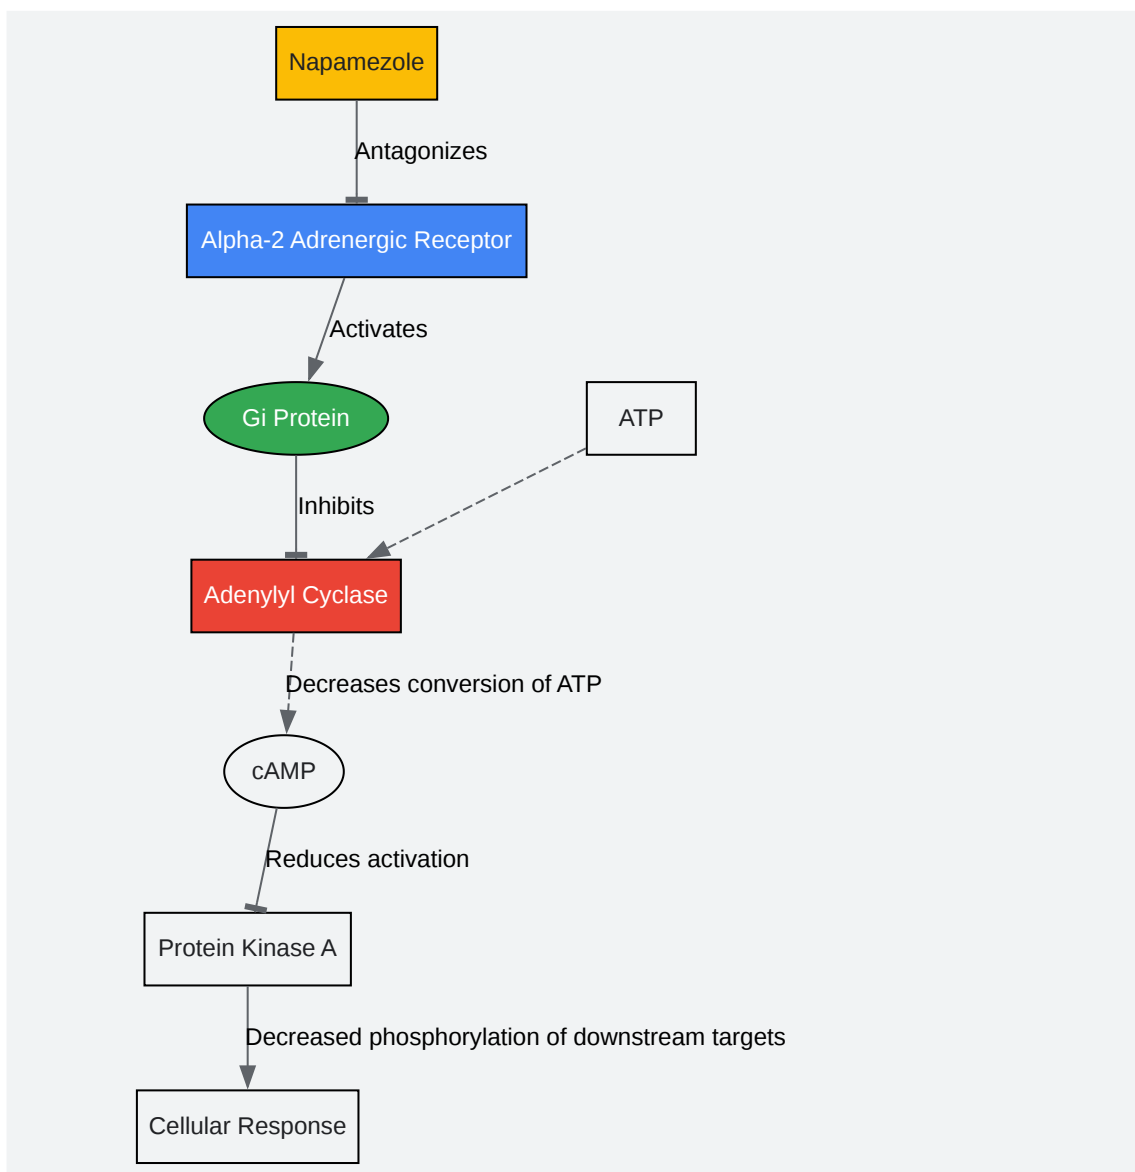 Napamezole
Antagonizes
Alpha-2 Adrenergic Receptor
Activates
Gi Protein
ATP
Inhibits
Adenylyl Cyclase
Decreases conversion of ATP
cAMP
Reduces activation
Protein Kinase A
Decreased phosphorylation of downstream targets
Cellular Response